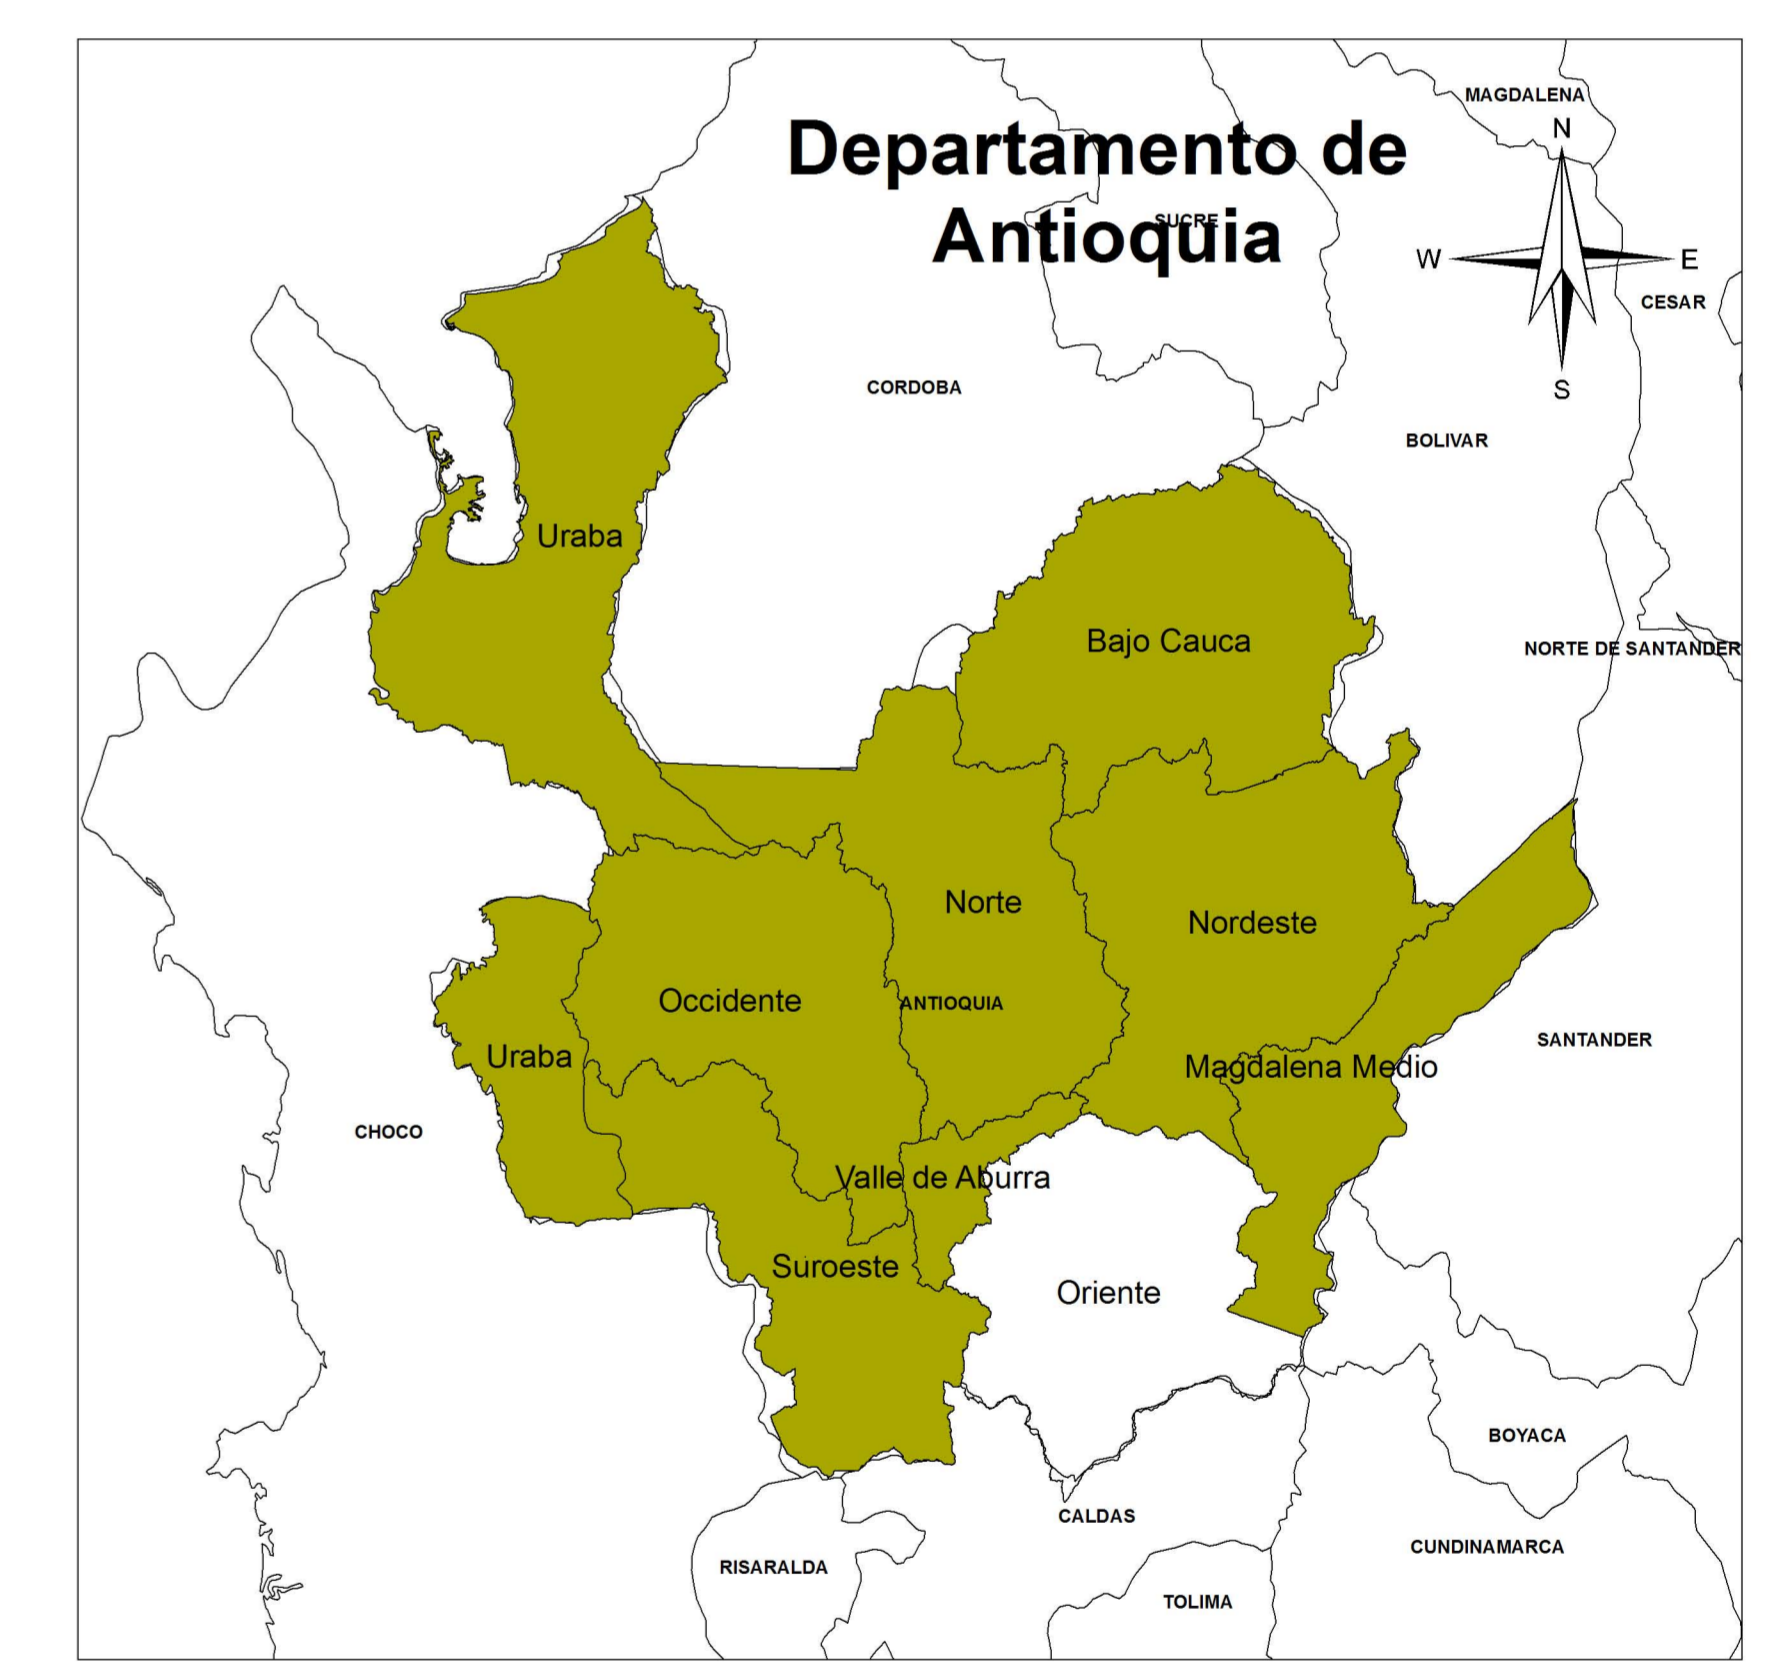 MAGDALENA
N
Departamento de
SUCRE
Antioquia
W
E
CESAR
CORDOBA
S
BOLIVAR
Uraba
Bajo Cauca
NORTE DE SANTANDER
Norte
Nordeste
Occidente
ANTIOQUIA
SANTANDER
Uraba
Magdalena Medio
CHOCO
Valle de Aburra
Suroeste
Oriente
BOYACA
CALDAS
CUNDINAMARCA
RISARALDA
TOLIMA